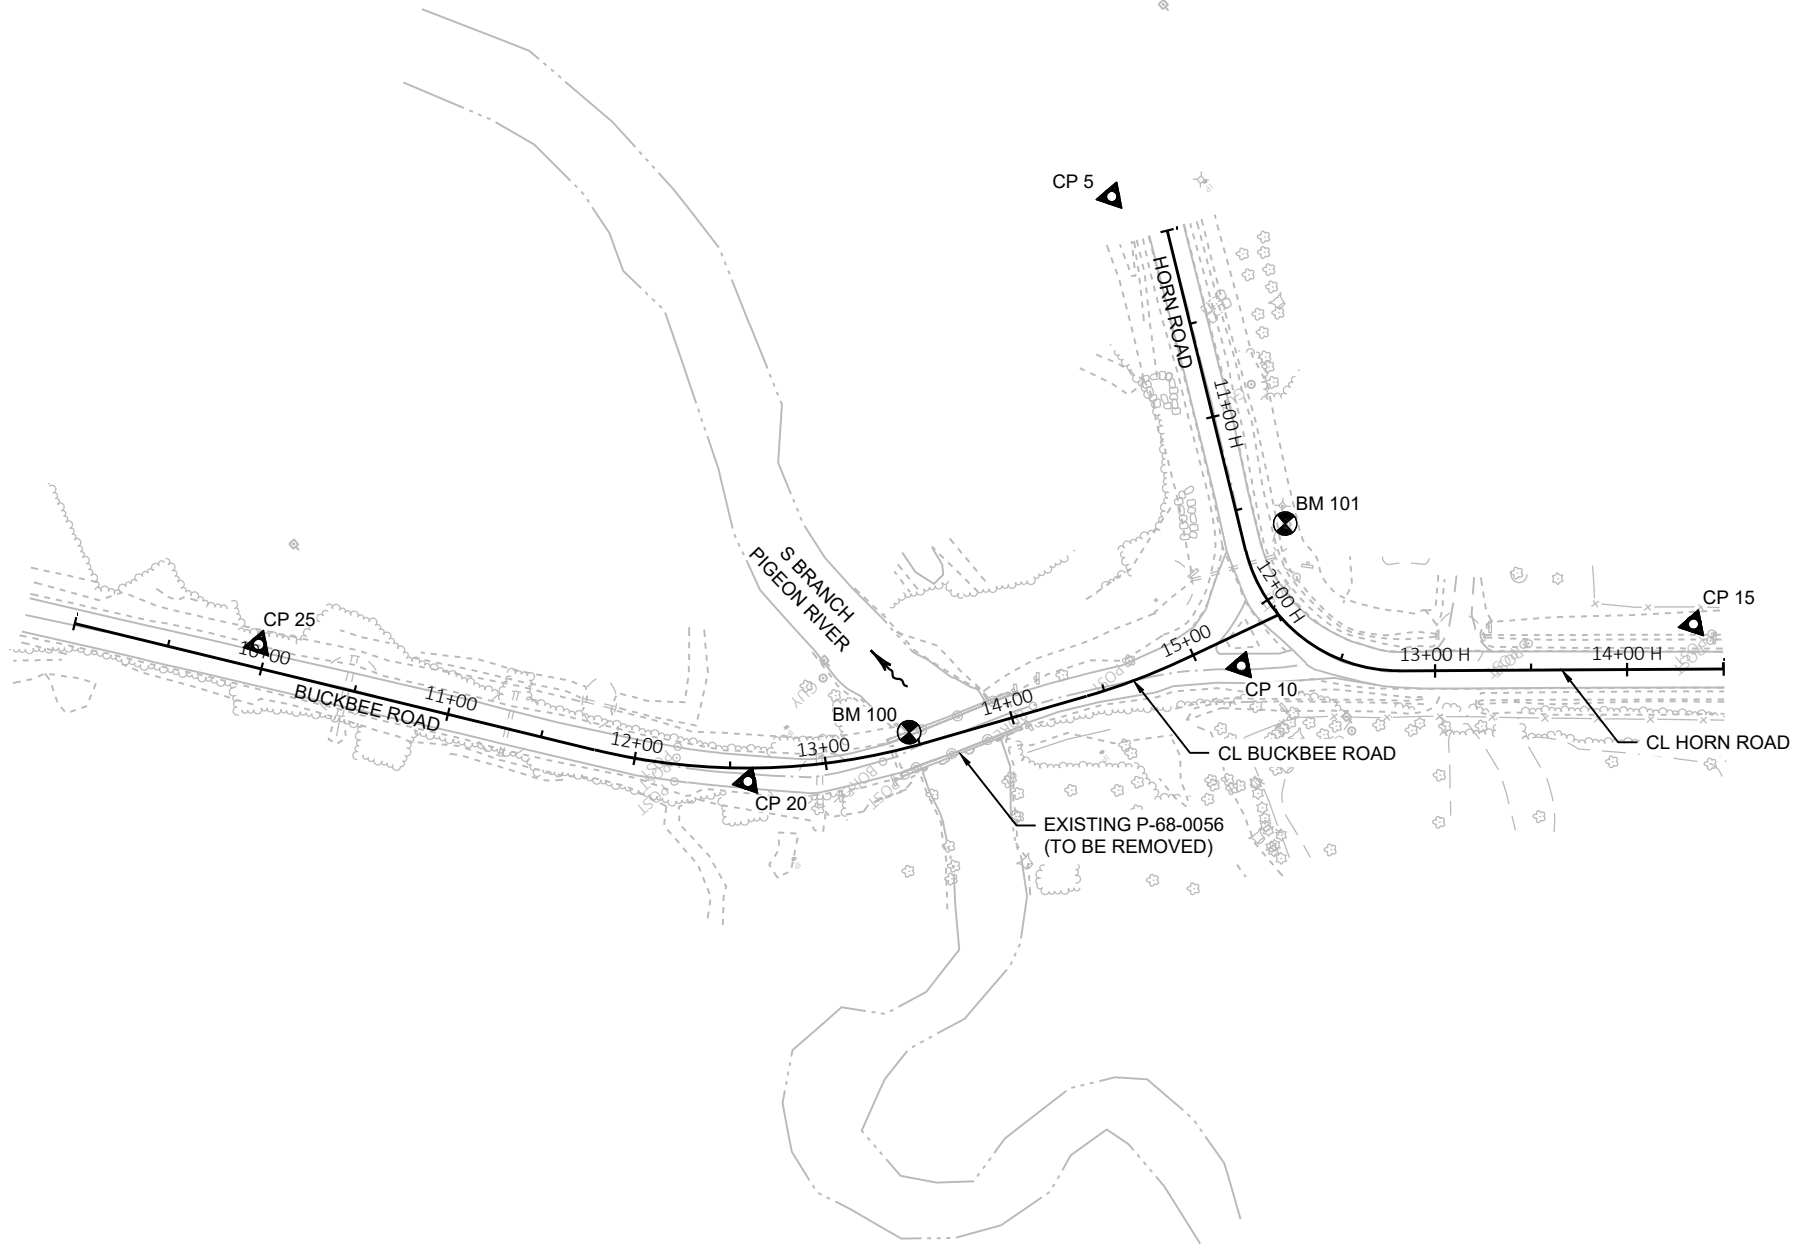 CP 5
HORN ROAD
11+00 H
BM 101
12+00 H
CP 15
13+00 H
14+00 H
CP 25
10+00
11+00
BUCKBEE ROAD
12+00
13+00
S BRANCH
PIGEON RIVER
BM 100
14+00
15+00
CP 10
CP 20
CL BUCKBEE ROAD
CL HORN ROAD
EXISTING P-68-0056
(TO BE REMOVED)
GUY